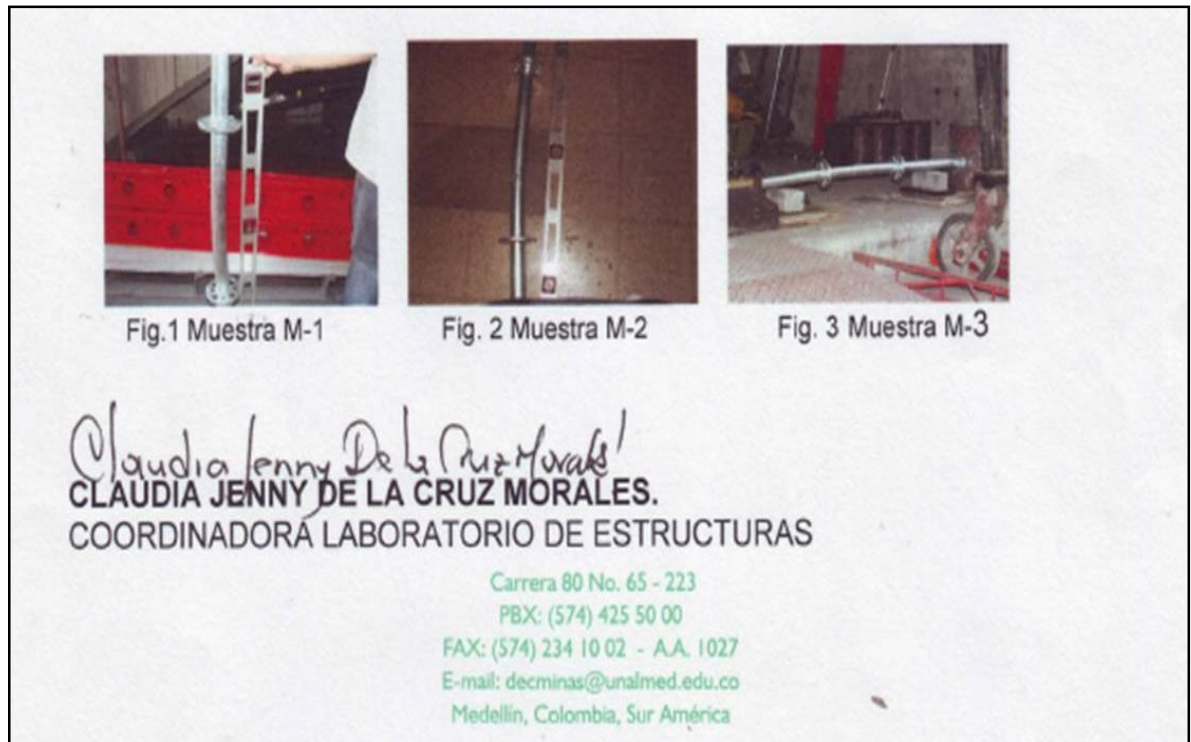 Fig.1 Muestra M-1
Fig. 2 Muestra M-2
Fig. 3 Muestra M-3
Claudia Jenny De la Cruz Morales
CLAUDIA JENNY DE LA CRUZ MORALES.
COORDINADORA LABORATORIO DE ESTRUCTURAS
Carrera 80 No. 65 - 223
PBX: (574) 425 50 00
FAX: (574) 234 10 02 - A.A. 1027
E-mail: decminas@unalmed.edu.co
Medellín, Colombia, Sur América